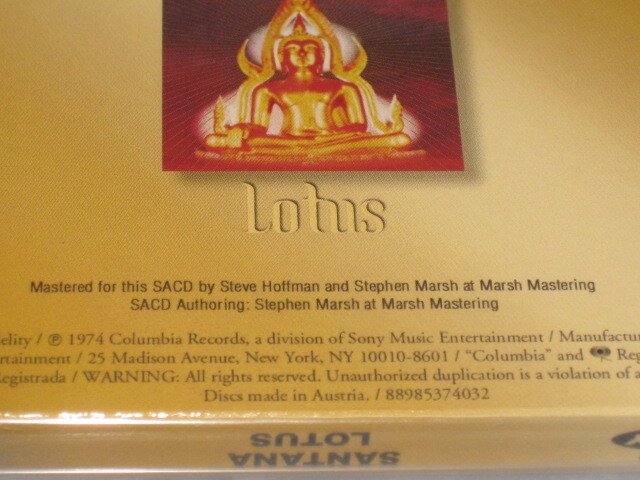 Lotus
Mastered for this SACD by Steve Hoffman and Stephen Marsh at Marsh Mastering
SACD Authoring: Stephen Marsh at Marsh Mastering
elity / ℗ 1974 Columbia Records, a division of Sony Music Entertainment / Manufactur
ertainment / 25 Madison Avenue, New York, NY 10010-8601 / “Columbia” and Reg
Registrada / WARNING: All rights reserved. Unauthorized duplication is a violation of a
Discs made in Austria. / 88985374032
SANTANA
LOTUS